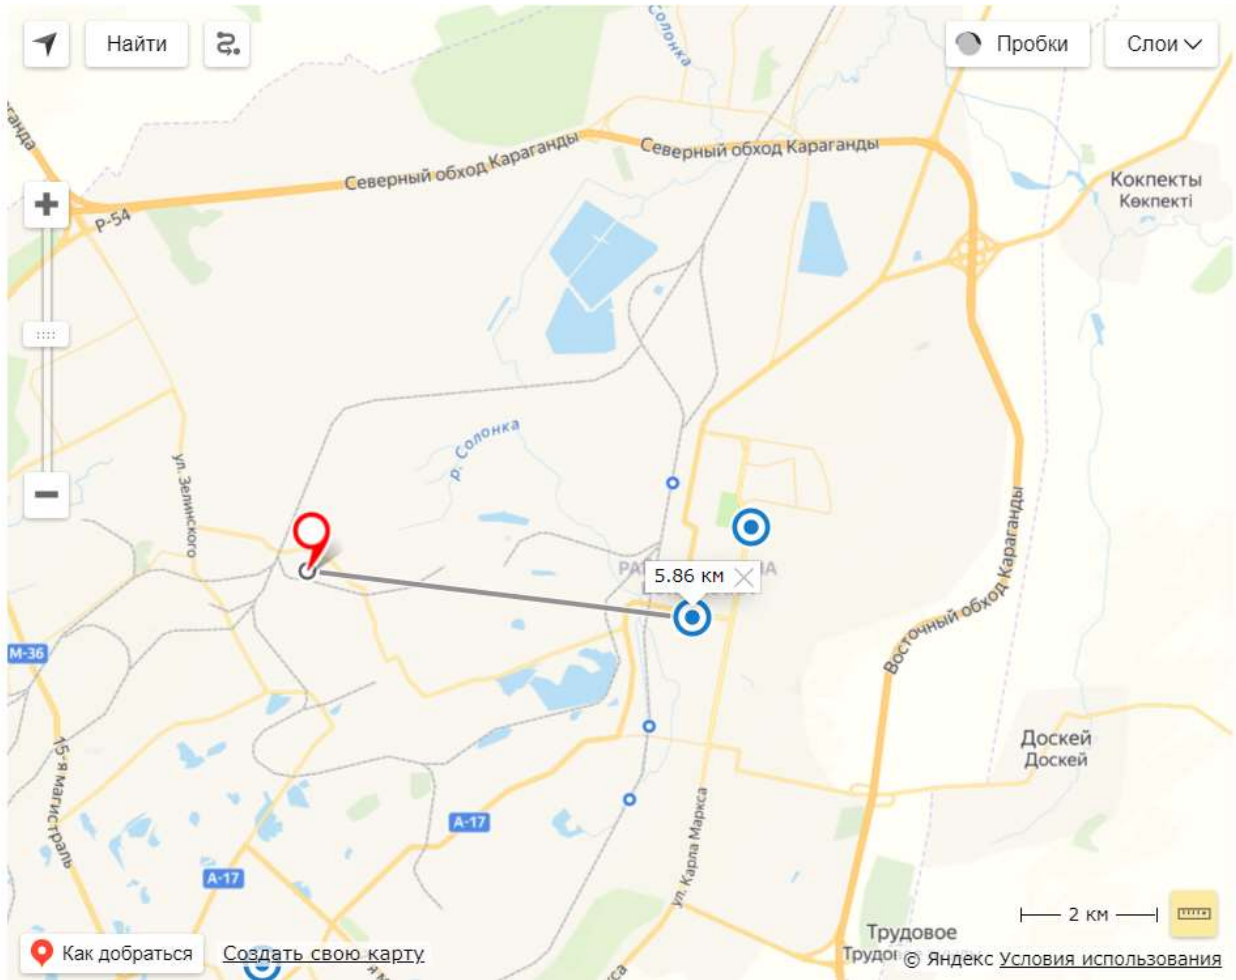 Найти
Пробки
Слои
р. Солонка
Северный обход Караганды
Северный обход Караганды
Р-54
Кокпекты
Көкпекті
р. Солонка
ул. Зелинского
5.86 км
Восточный обход Караганды
М-36
15-я магистраль
Доскей
Доскей
А-17
ул. Карла Маркса
А-17
2 км
Трудовое
Как добраться
Создать свою карту
© Яндекс Условия использования